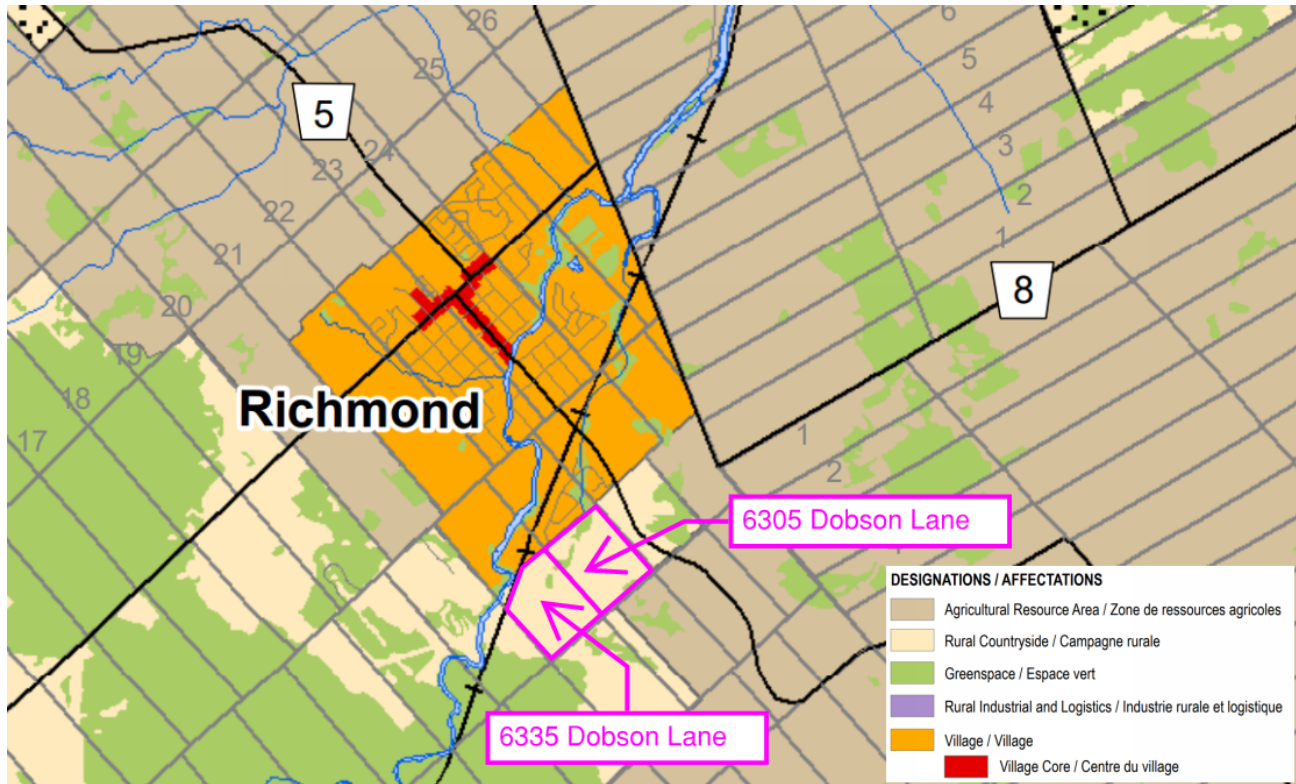 26
25
5
24
23
22
21
20
19
18
17
6
5
4
3
2
1
8
Richmond
1
2
6305 Dobson Lane
6335 Dobson Lane
DESIGNATIONS / AFFECTATIONS
Agricultural Resource Area / Zone de ressources agricoles
Rural Countryside / Campagne rurale
Greenspace / Espace vert
Rural Industrial and Logistics / Industrie rurale et logistique
Village / Village
Village Core / Centre du village